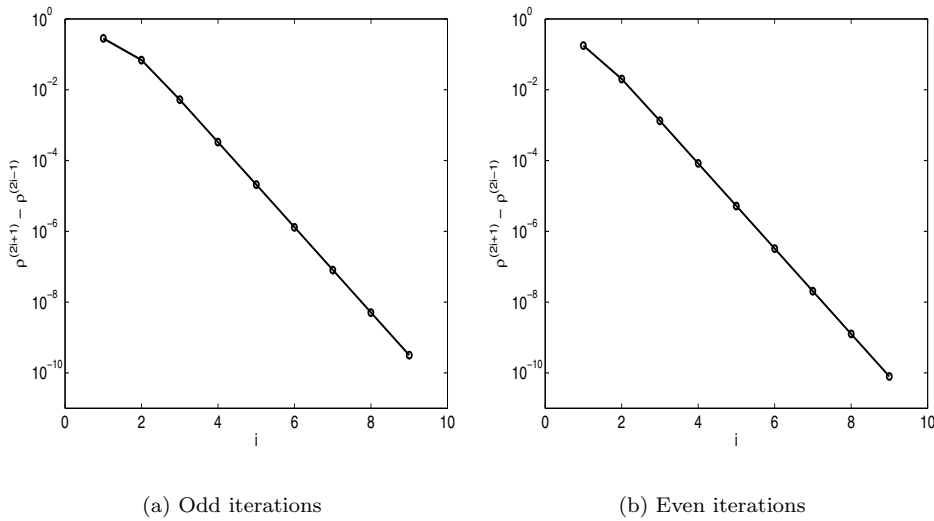 10^0
10^-2
10^-4
10^-6
10^-8
10^-10
ρ^(2i+1) − ρ^(2i−1)
0 2 4 6 8 10
i
(a) Odd iterations
10^0
10^-2
10^-4
10^-6
10^-8
10^-10
ρ^(2i+1) − ρ^(2i−1)
0 2 4 6 8 10
i
(b) Even iterations